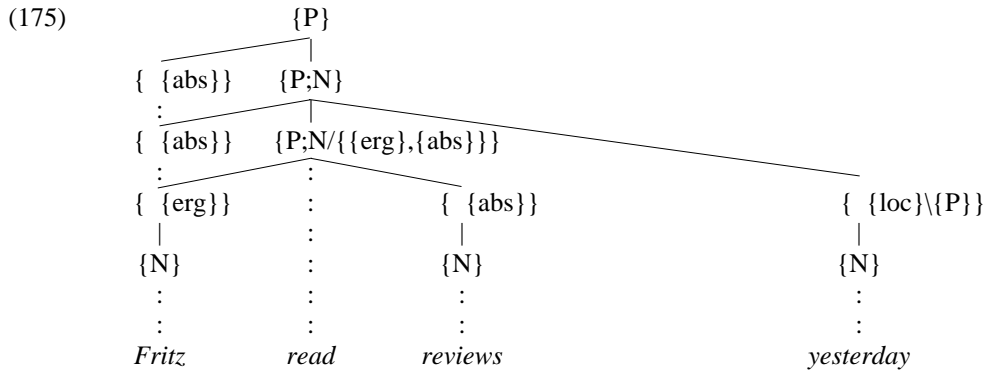 (175) {P}
{ {abs}} {P;N}
:
{ {abs}} {P;N/{{erg},{abs}}}
: :
{ {erg}} : { {abs}} { {loc}\{P}}
:
{N} : {N} {N}
: : : :
: : : :
Fritz read reviews yesterday